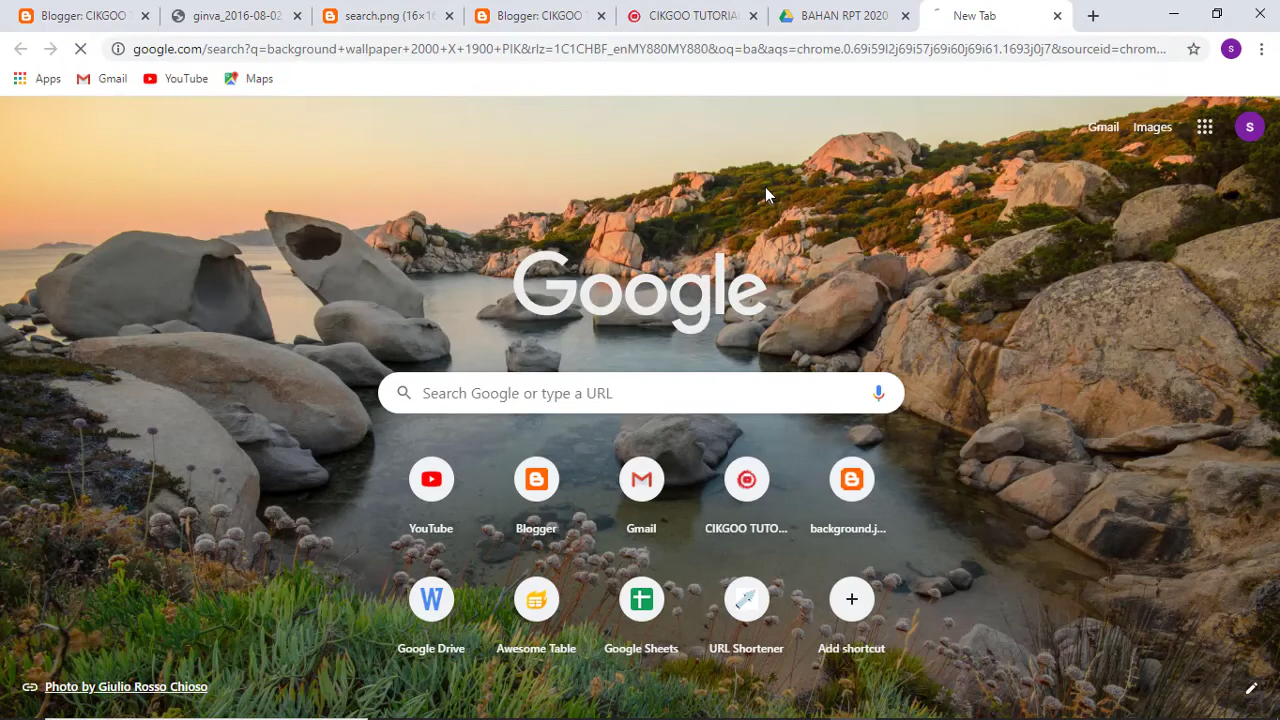 Blogger: CIKGOO T
ginva_2016-08-02
search.png (16×16
Blogger: CIKGOO
CIKGOO TUTORIA
BAHAN RPT 2020
New Tab
google.com/search?q=background+wallpaper+2000+X+1900+PIK&rlz=1C1CHBF_enMY880MY880&oq=ba&aqs=chrome.0.69i59l2j69i57j69i60j69i61.1693j0j7&sourceid=chrom...
S
Apps
Gmail
YouTube
Maps
Gmail
Images
S
Google
Search Google or type a URL
YouTube
Blogger
Gmail
CIKGOO TUTO...
background.j...
Google Drive
Awesome Table
Google Sheets
URL Shortener
Add shortcut
Photo by Giulio Rosso Chioso